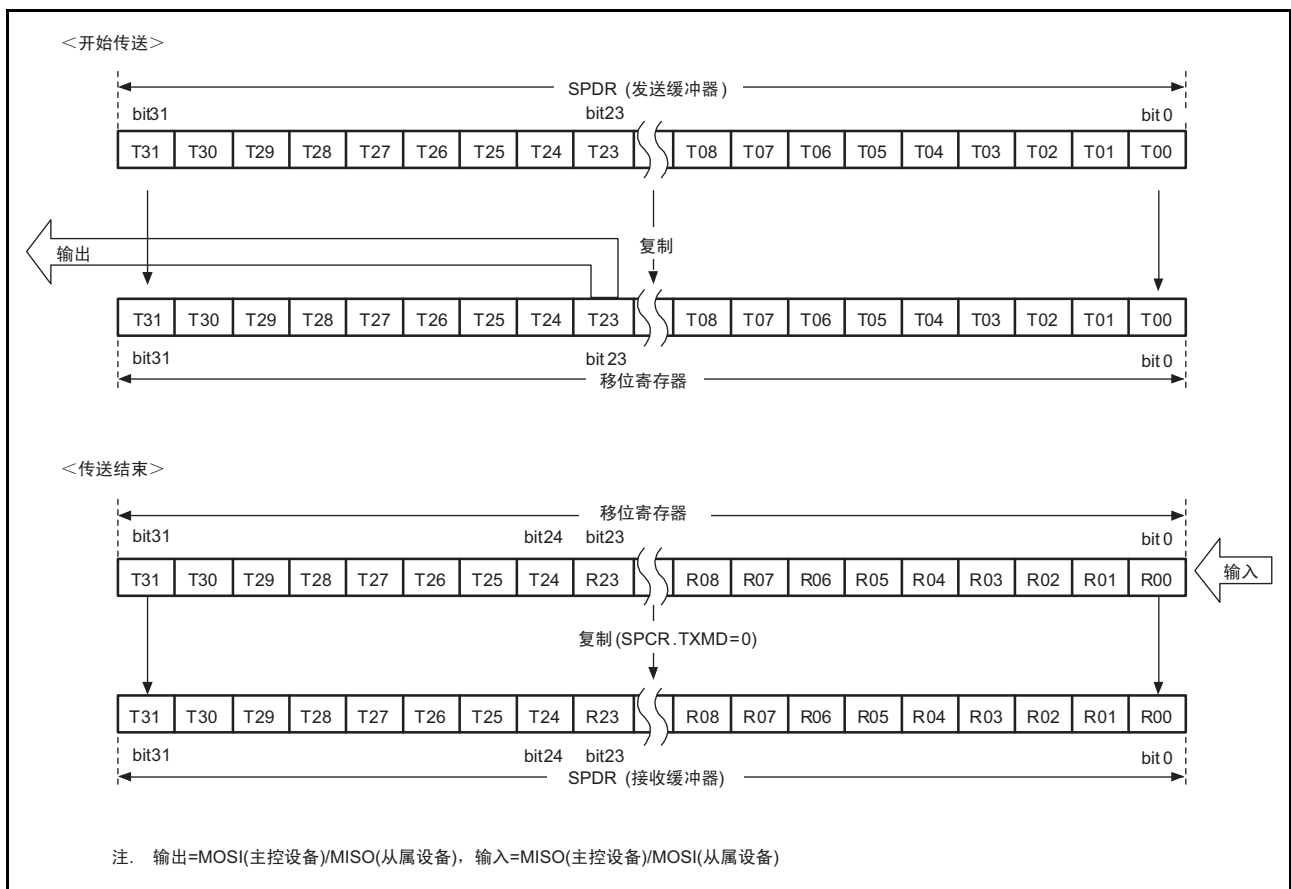 ＜开始传送＞
SPDR (发送缓冲器)
bit31 bit23 bit 0
T31 T30 T29 T28 T27 T26 T25 T24 T23 T08 T07 T06 T05 T04 T03 T02 T01 T00
输出 复制
T31 T30 T29 T28 T27 T26 T25 T24 T23 T08 T07 T06 T05 T04 T03 T02 T01 T00
bit31 bit 23 bit 0
移位寄存器
＜传送结束＞
移位寄存器
bit31 bit24 bit23 bit 0
T31 T30 T29 T28 T27 T26 T25 T24 R23 R08 R07 R06 R05 R04 R03 R02 R01 R00 输入
复制(SPCR.TXMD=0)
T31 T30 T29 T28 T27 T26 T25 T24 R23 R08 R07 R06 R05 R04 R03 R02 R01 R00
bit31 bit24 bit23 bit 0
SPDR (接收缓冲器)
注. 输出=MOSI(主控设备)/MISO(从属设备)，输入=MISO(主控设备)/MOSI(从属设备)